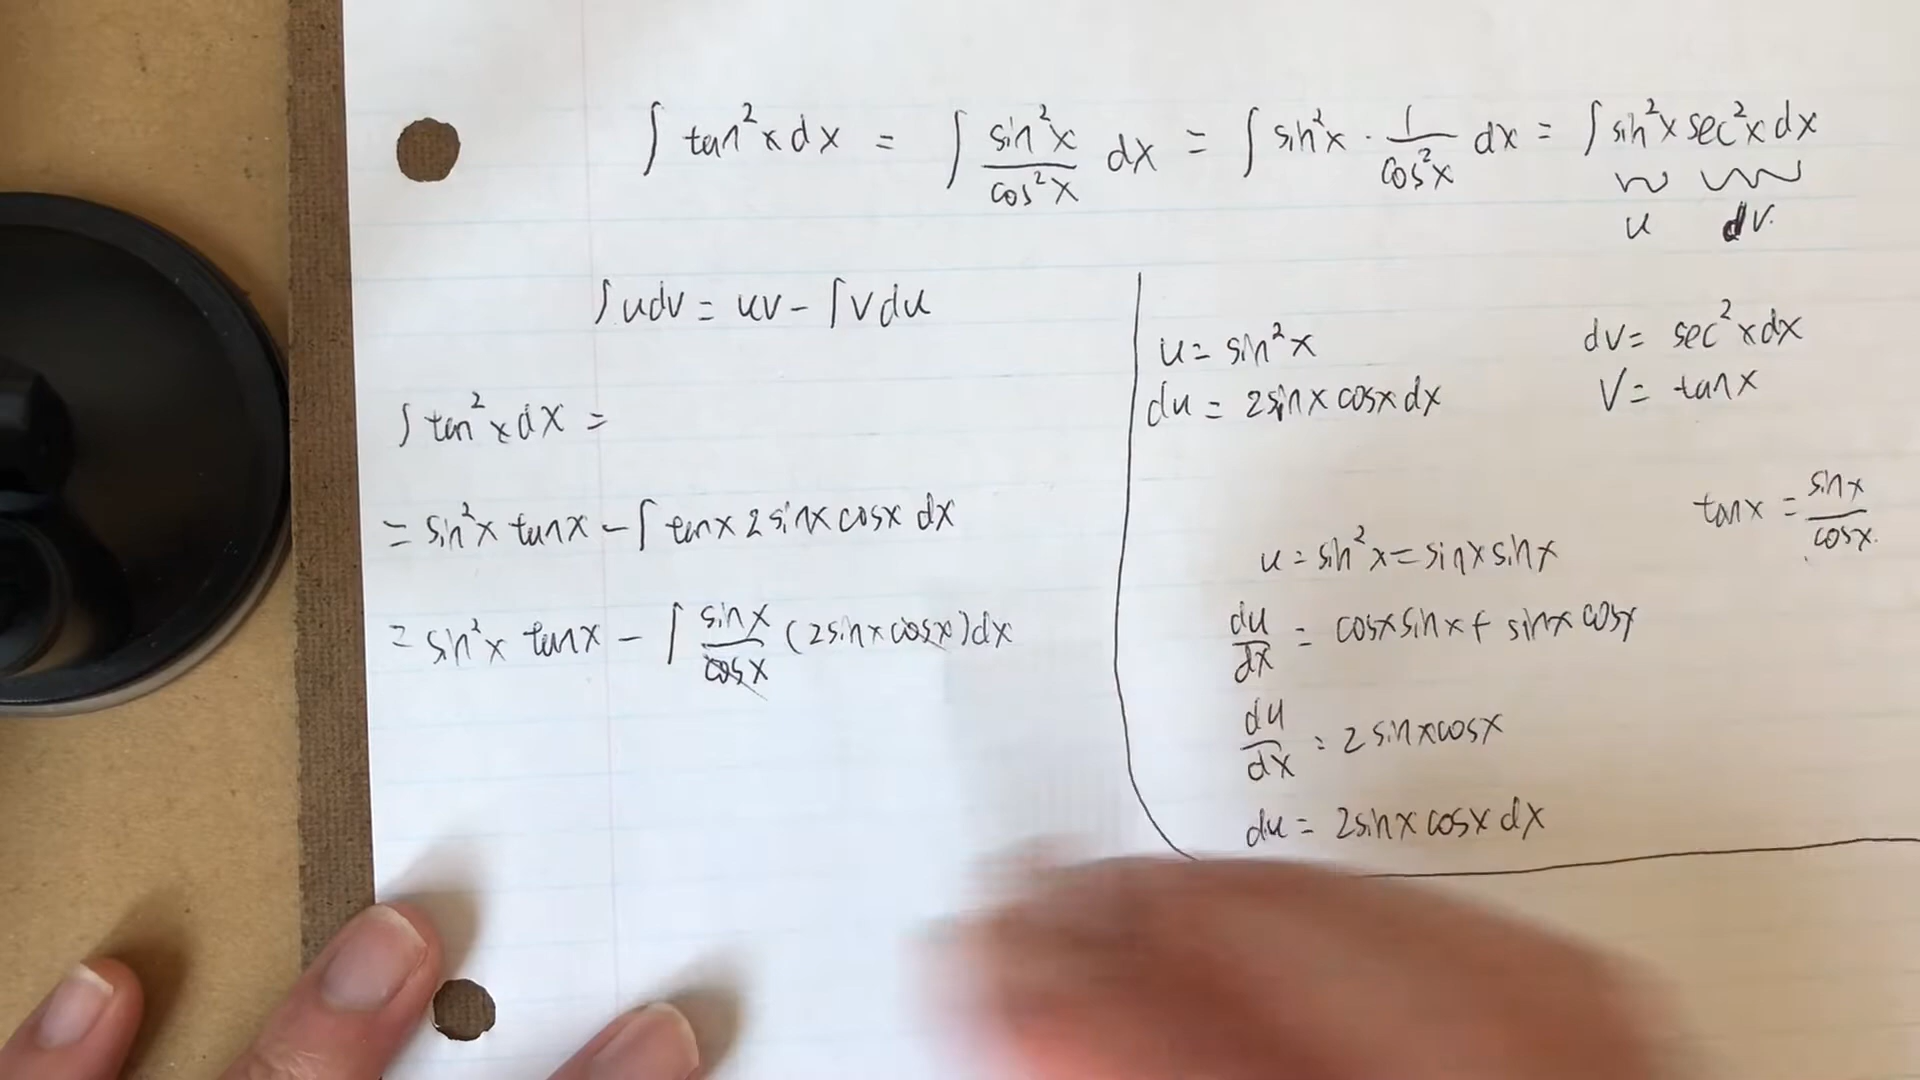 ∫ tan²x dx = ∫ sin²x/cos²x dx = ∫ sin²x · 1/cos²x dx = ∫ sin²x sec²x dx
u dv.
∫ u dv = uv - ∫ v du
∫ tan²x dx =
= sin²x tanx - ∫ tanx 2 sinx cosx dx
= sin²x tanx - ∫ sinx/cosx (2sinx cosx) dx
u = sin²x dv = sec²x dx
du = 2sinx cosx dx v = tanx
tanx = sinx/cosx.
u = sin²x = sinx sinx
du/dx = cosx sinx + sinx cosx
du/dx = 2 sinx cosx
du = 2sinx cosx dx